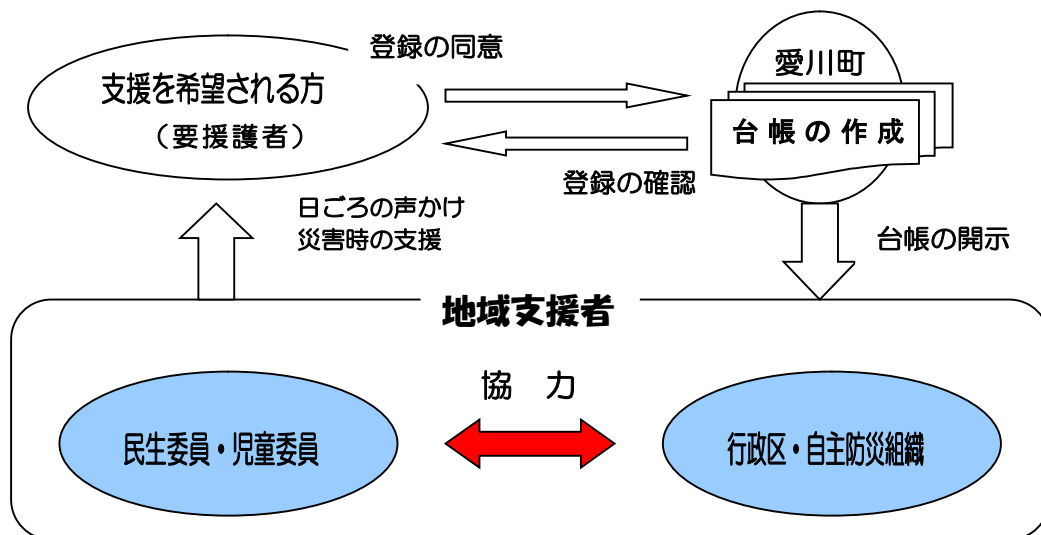 登録の同意
愛川町
支援を希望される方
（要援護者）
台帳の作成
登録の確認
日ごろの声かけ
災害時の支援
台帳の開示
地域支援者
協　力
民生委員・児童委員
行政区・自主防災組織